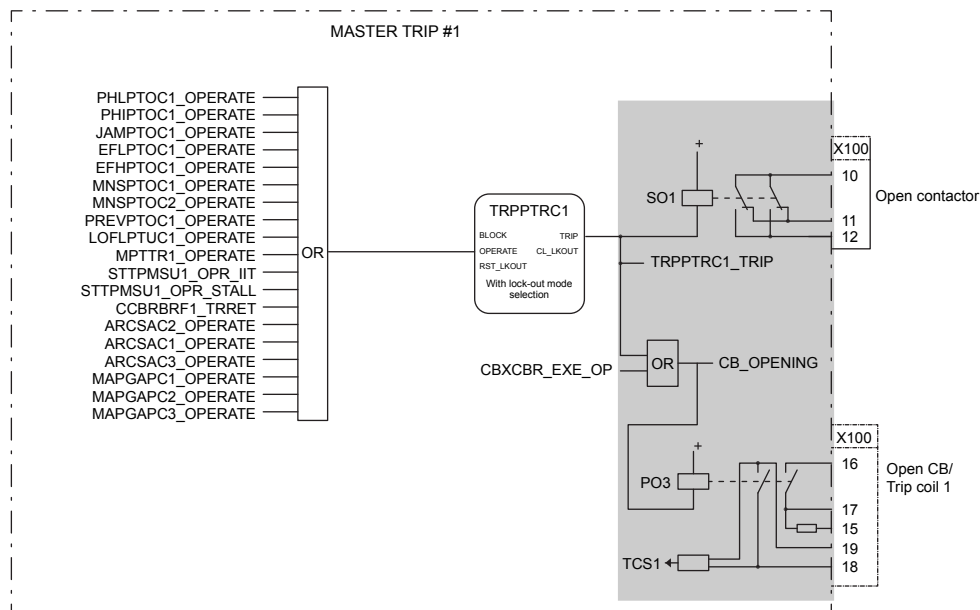 MASTER TRIP #1
PHLPTOC1_OPERATE
PHIPTOC1_OPERATE
JAMPTOC1_OPERATE
EFLPTOC1_OPERATE
EFHPTOC1_OPERATE
MNSPTOC1_OPERATE
MNSPTOC2_OPERATE
PREVPTOC1_OPERATE
LOFLPTUC1_OPERATE
MPTTR1_OPERATE
STTPMSU1_OPR_IIT
STTPMSU1_OPR_STALL
CCBRBRF1_TRRET
ARCSAC2_OPERATE
ARCSAC1_OPERATE
ARCSAC3_OPERATE
MAPGAPC1_OPERATE
MAPGAPC2_OPERATE
MAPGAPC3_OPERATE
OR
TRPPTRC1
BLOCK TRIP
OPERATE CL_LKOUT
RST_LKOUT
With lock-out mode
selection
+
SO1
X100
10
11
12
Open contactor
TRPPTRC1_TRIP
CBXCBR_EXE_OP
OR
CB_OPENING
+
PO3
TCS1
X100
16
17
15
19
18
Open CB/
Trip coil 1